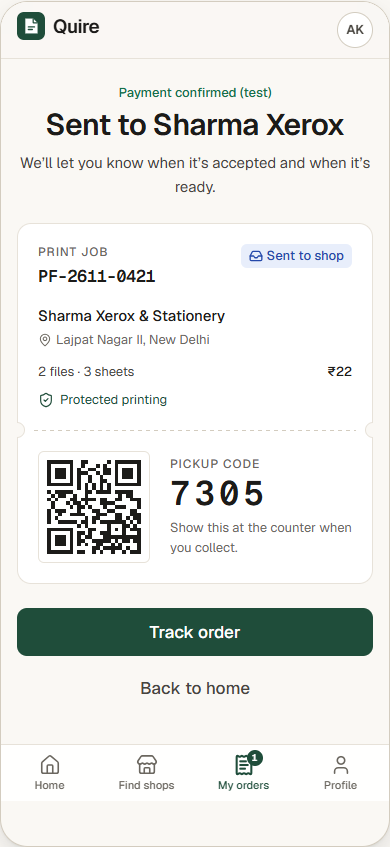 Quire
AK
Payment confirmed (test)
Sent to Sharma Xerox
We’ll let you know when it’s accepted and when it’s
ready.
PRINT JOB
Sent to shop
PF-2611-0421
Sharma Xerox & Stationery
Lajpat Nagar II, New Delhi
2 files · 3 sheets
₹22
Protected printing
PICKUP CODE
7305
Show this at the counter when
you collect.
Track order
Back to home
1
Home
Find shops
My orders
Profile